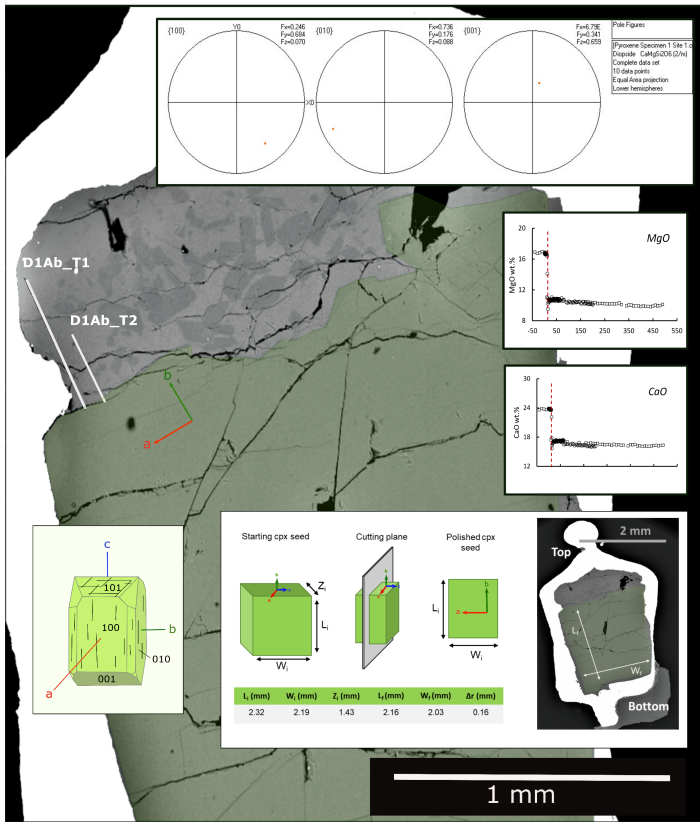 {100}
Y0
Fx=0.246
Fy=0.684
Fz=0.070
{010}
Fx=0.736
Fy=0.176
Fz=0.088
{001}
Fx=6.79E
Fy=0.341
Fz=0.659
X0
Pole Figures
[Pyroxene Specimen 1 Site 1.c
Diopside CaMgSi2O6 (2/m)
Complete data set
10 data points
Equal Area projection
Lower hemispheres
D1Ab_T1
D1Ab_T2
b
a
MgO
MgO wt.%
20
16
12
8
-50 50 150 250 350 450 550
CaO
CaO wt.%
30
24
18
12
c
101
100
b
010
a
001
Starting cpx seed
Cutting plane
Polished cpx
seed
Zi
Li
Wi
b
a
Li
Wi
Li (mm) Wi (mm) Zi (mm) Lf (mm) Wf (mm) Δr (mm)
2.32 2.19 1.43 2.16 2.03 0.16
2 mm
Top
Lf
Wf
Bottom
1 mm